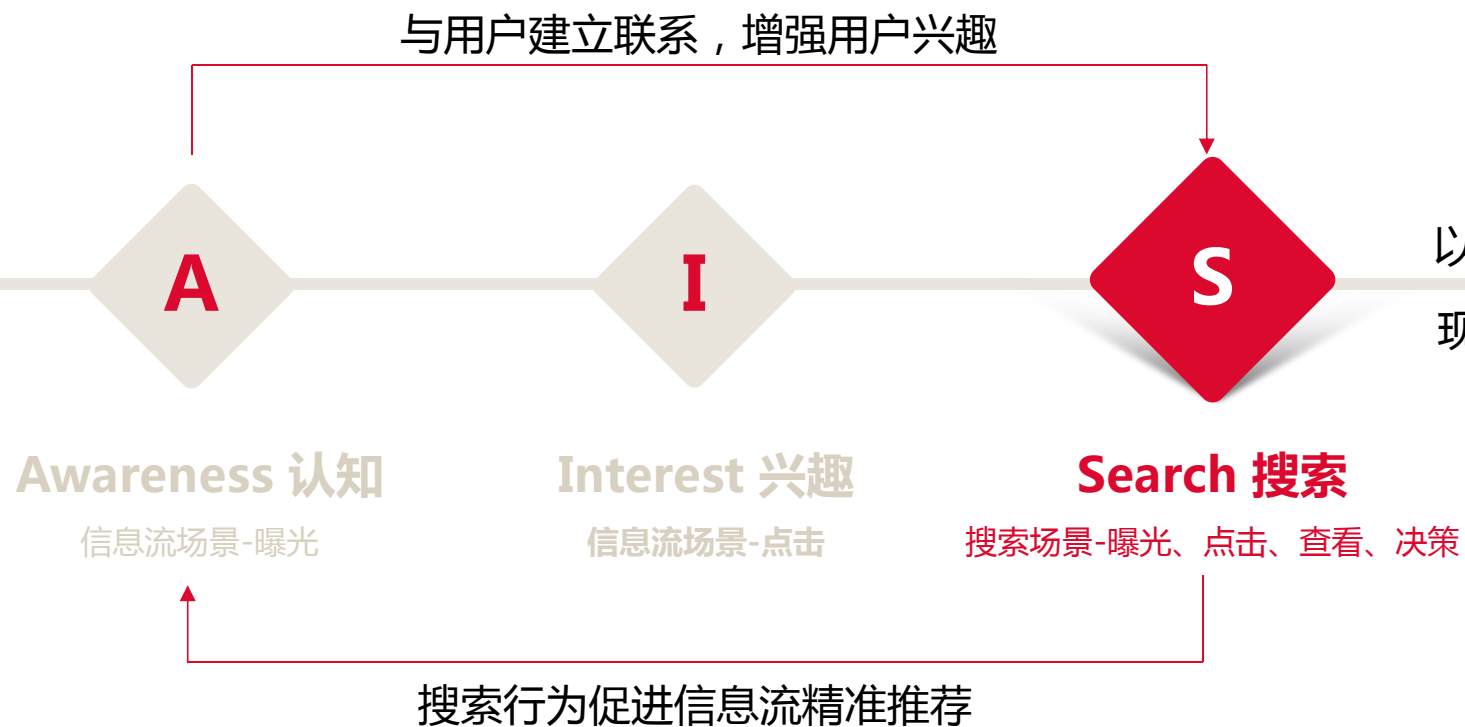 与用户建立联系，增强用户兴趣
A
I
S
以
现
Awareness 认知
Interest 兴趣
Search 搜索
信息流场景-曝光
信息流场景-点击
搜索场景-曝光、点击、查看、决策
搜索行为促进信息流精准推荐